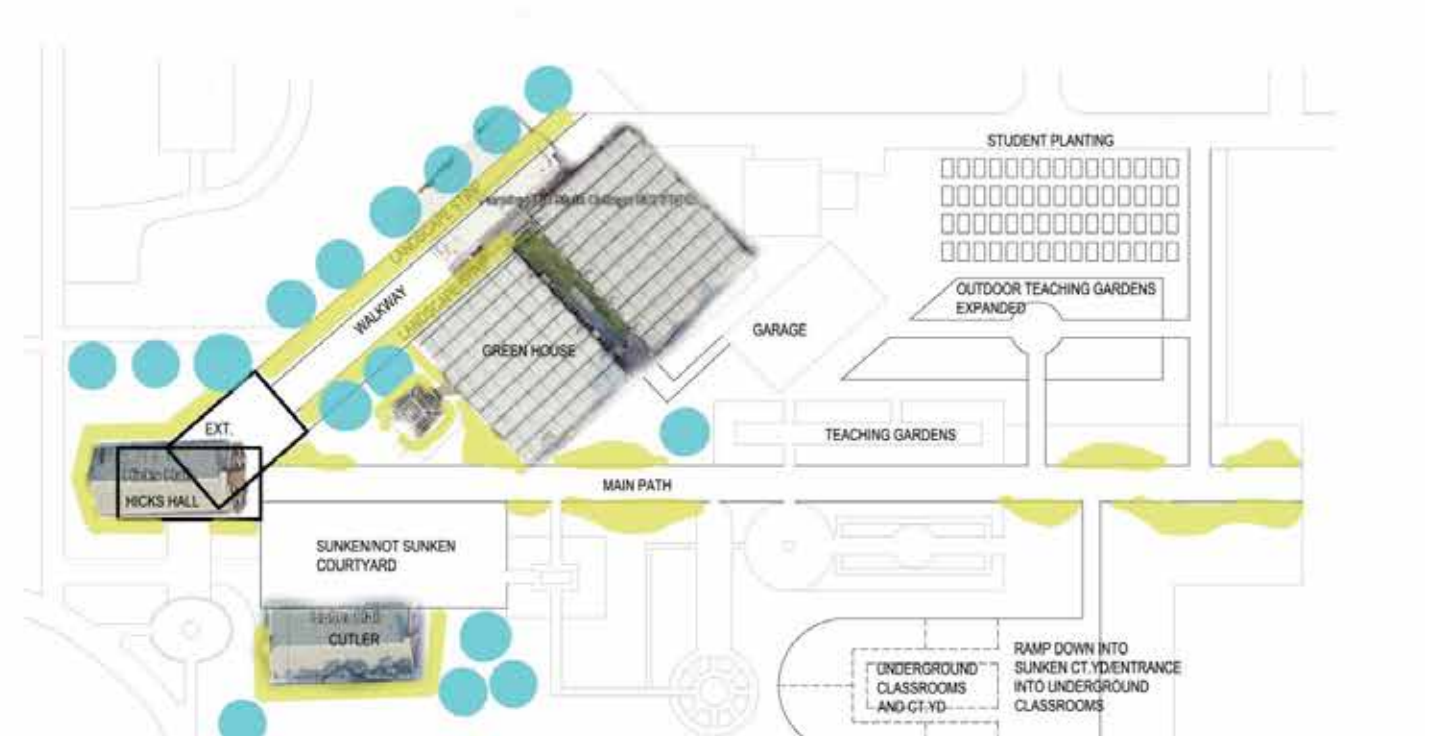 STUDENT PLANTING
LANDSCAPE STRIP
WALKWAY
LANDSCAPE STRIP
OUTDOOR TEACHING GARDENS
EXPANDED
GARAGE
GREEN HOUSE
EXT.
TEACHING GARDENS
HICKS HALL
MAIN PATH
SUNKEN/NOT SUNKEN
COURTYARD
CUTLER
RAMP DOWN INTO
SUNKEN CT.YD/ENTRANCE
INTO UNDERGROUND
CLASSROOMS
UNDERGROUND
CLASSROOMS
AND CT.YD